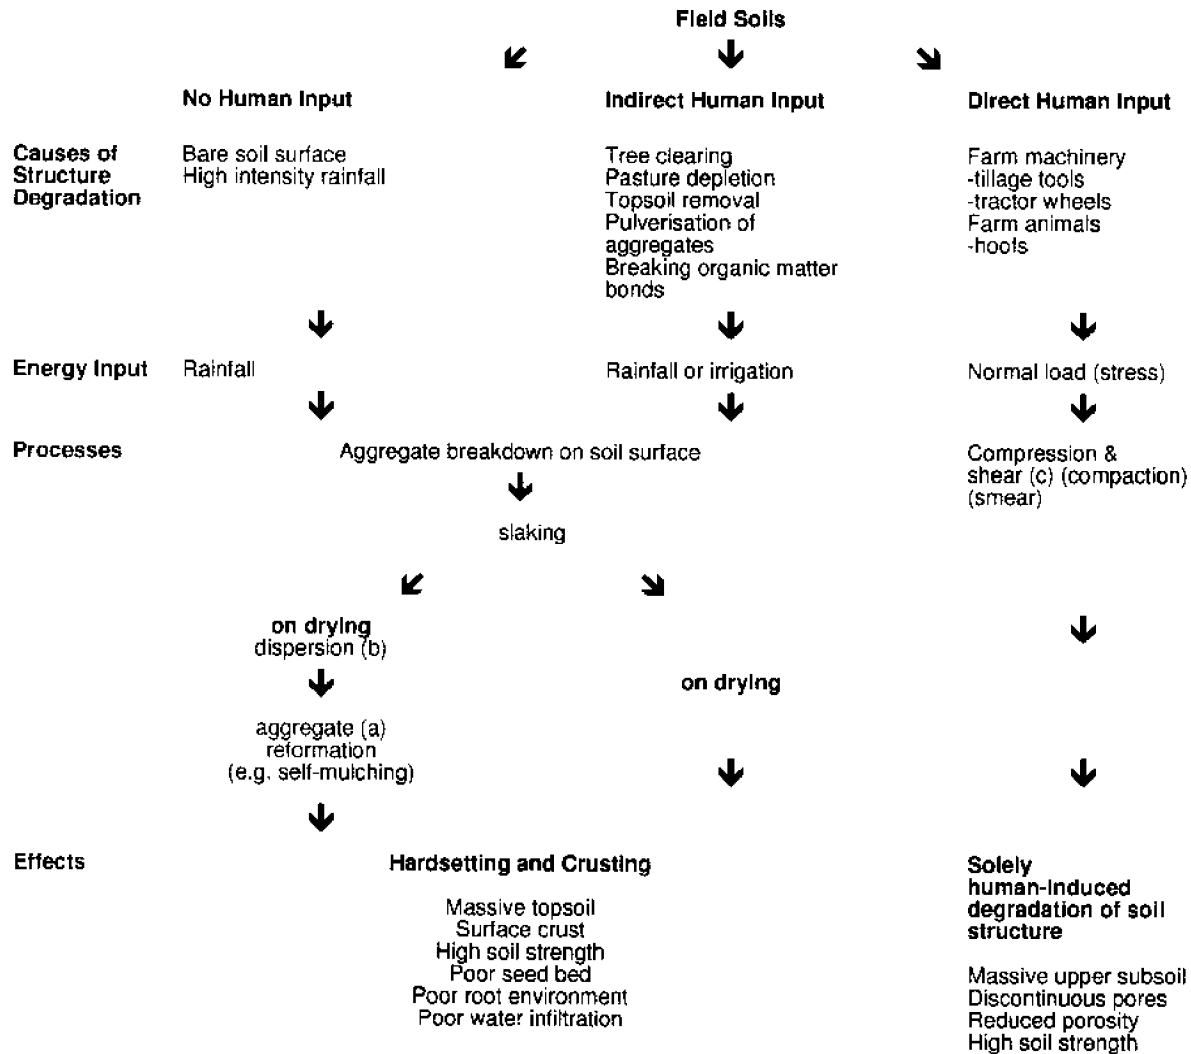 Field Soils
No Human Input
Indirect Human Input
Direct Human Input
Causes of
Structure
Degradation
Bare soil surface
High intensity rainfall
Tree clearing
Pasture depletion
Topsoil removal
Pulverisation of
aggregates
Breaking organic matter
bonds
Farm machinery
-tillage tools
-tractor wheels
Farm animals
-hoofs
Energy Input
Rainfall
Rainfall or irrigation
Normal load (stress)
Processes
Aggregate breakdown on soil surface
Compression &
shear (c) (compaction)
(smear)
slaking
on drying
dispersion (b)
on drying
aggregate (a)
reformation
(e.g. self-mulching)
Effects
Hardsetting and Crusting
Massive topsoil
Surface crust
High soil strength
Poor seed bed
Poor root environment
Poor water infiltration
Solely
human-induced
degradation of soil
structure
Massive upper subsoil
Discontinuous pores
Reduced porosity
High soil strength